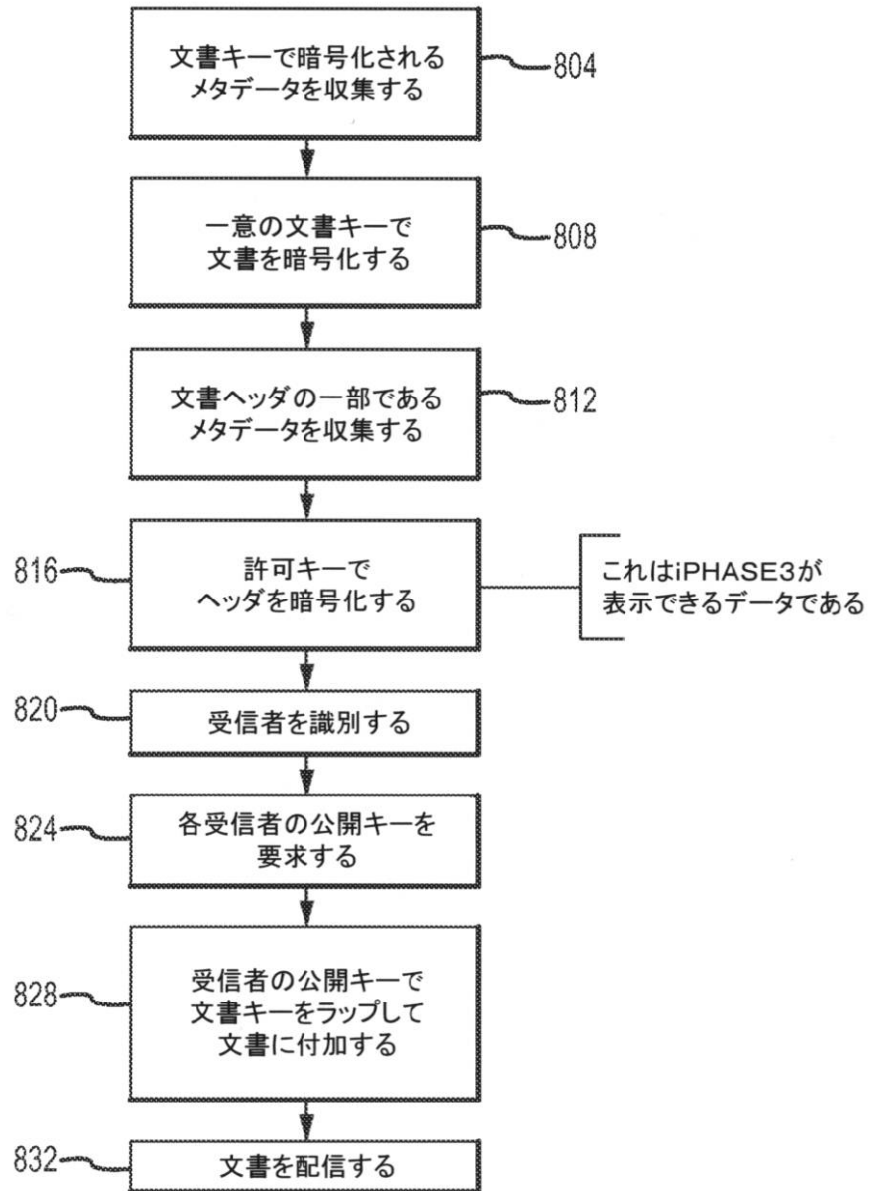 文書キーで暗号化される
メタデータを収集する
804
一意の文書キーで
文書を暗号化する
808
文書ヘッダの一部である
メタデータを収集する
812
816
許可キーで
ヘッダを暗号化する
これはiPHASE3が
表示できるデータである
820
受信者を識別する
824
各受信者の公開キーを
要求する
828
受信者の公開キーで
文書キーをラップして
文書に付加する
832
文書を配信する